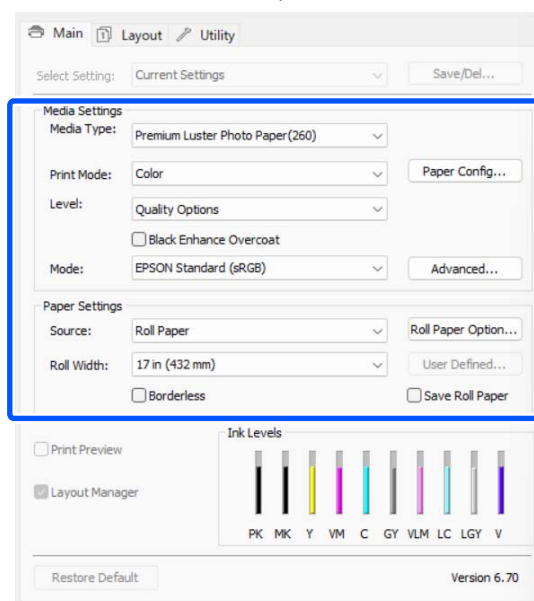 Main Layout Utility
Select Setting: Current Settings Save/Del...
Media Settings
Media Type: Premium Luster Photo Paper(260)
Print Mode: Color Paper Config...
Level: Quality Options
Black Enhance Overcoat
Mode: EPSON Standard (sRGB) Advanced...
Paper Settings
Source: Roll Paper Roll Paper Option...
Roll Width: 17 in (432 mm) User Defined...
Borderless Save Roll Paper
Ink Levels
Print Preview
Layout Manager
PK MK Y VM C GY VLM LC LGY V
Restore Default Version 6.70